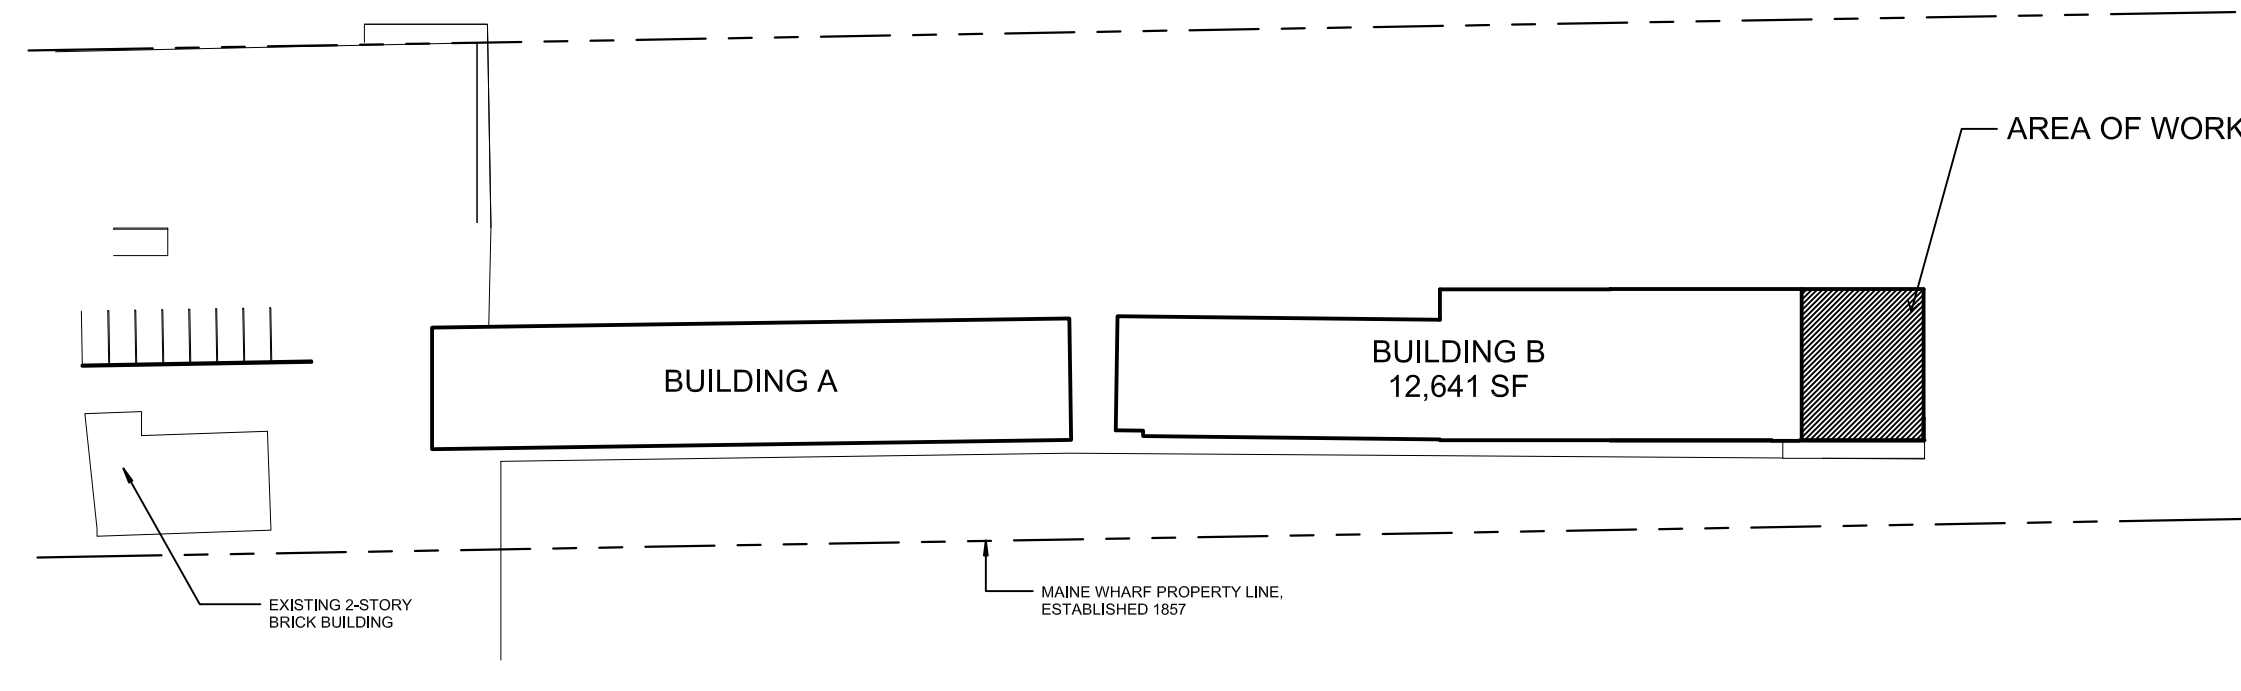 AREA OF WORK
BUILDING B
12,641 SF
BUILDING A
MAINE WHARF PROPERTY LINE,
ESTABLISHED 1857
EXISTING 2-STORY
BRICK BUILDING